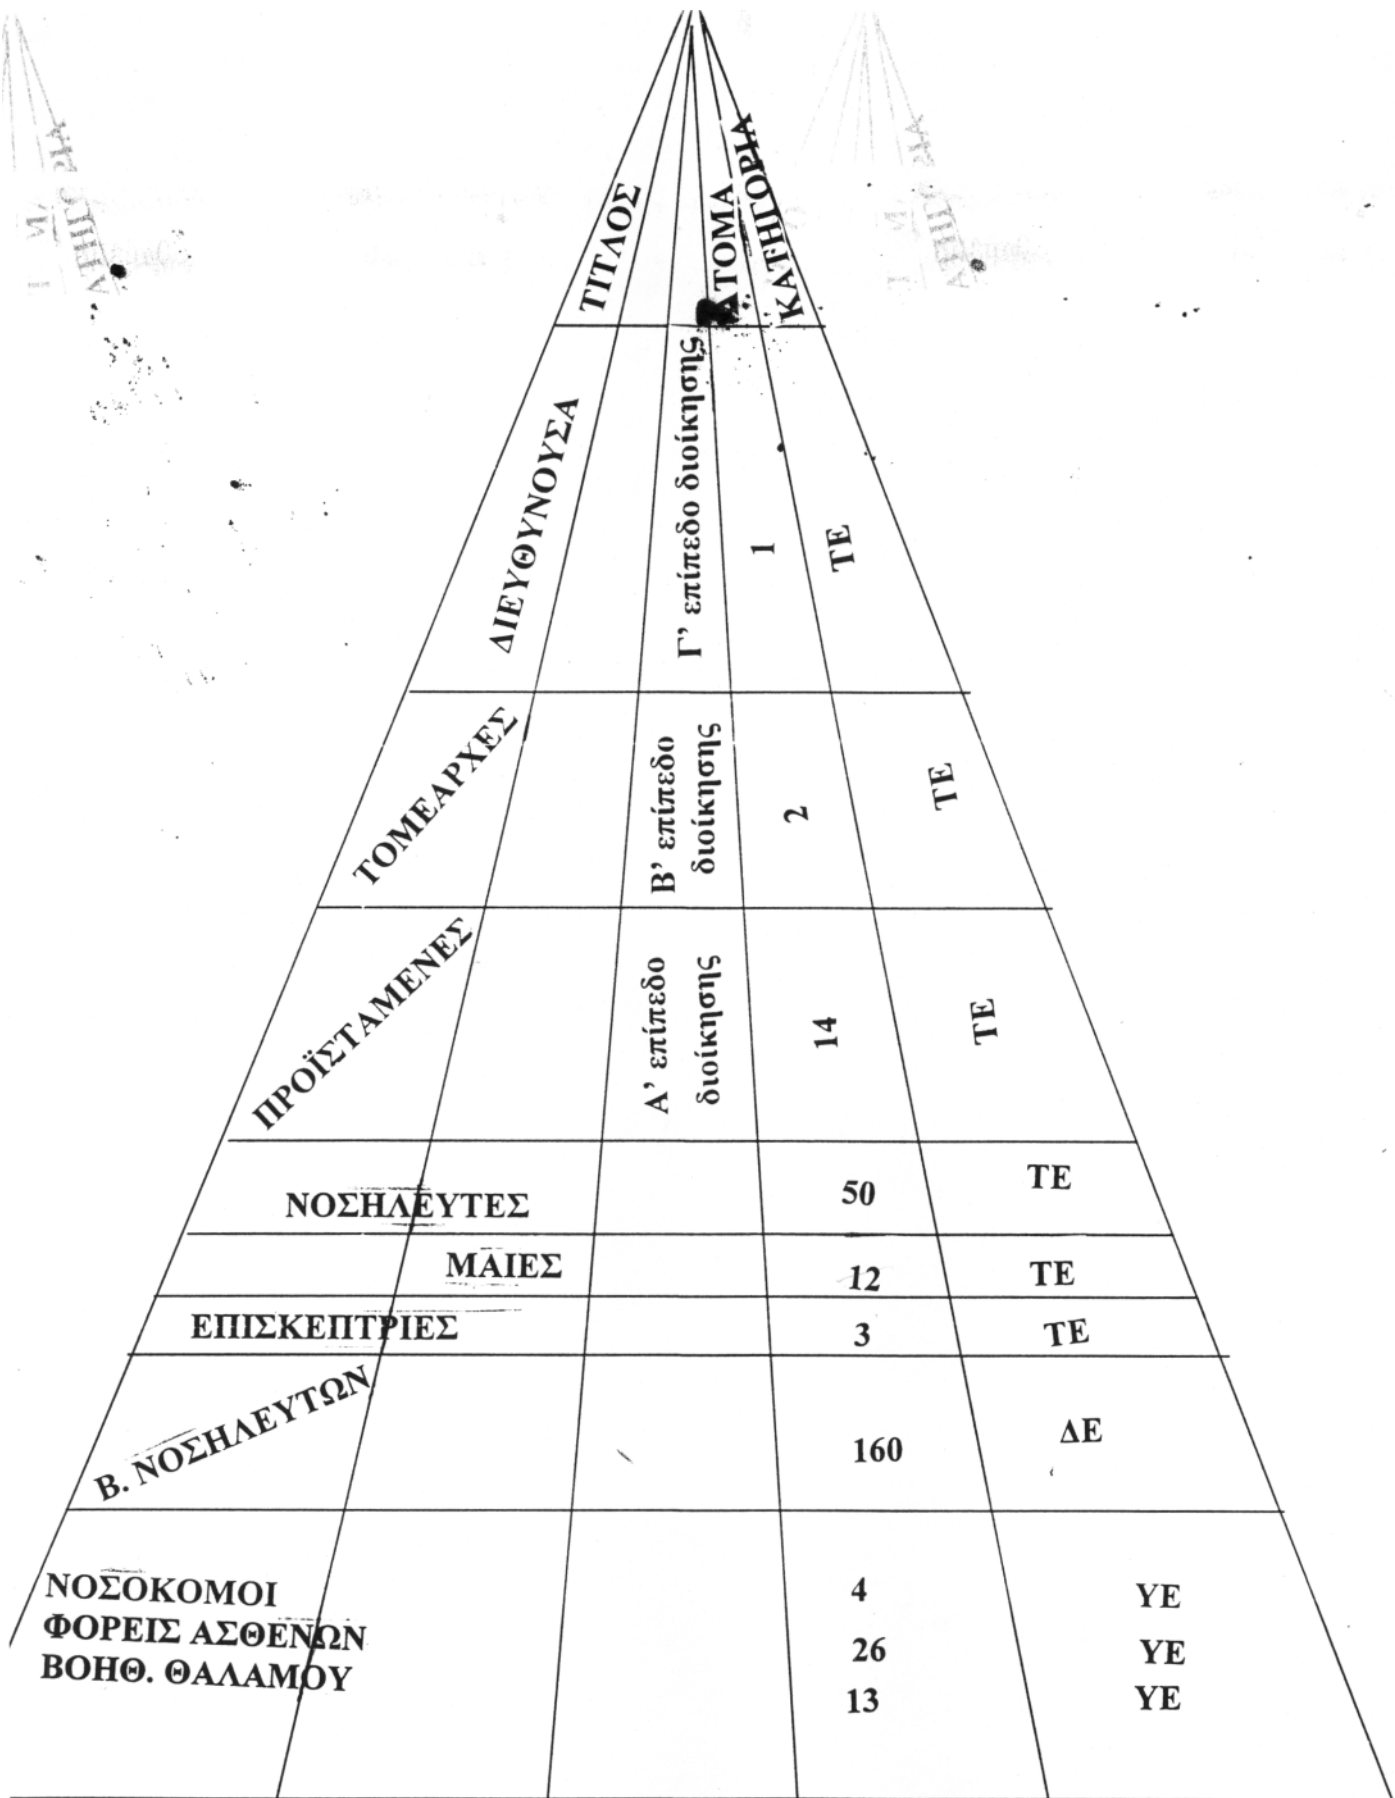 ΤΙΤΛΟΣ
ΑΤΟΜΑ
ΚΑΤΗΓΟΡΙΑ
ΔΙΕΥΘΥΝΟΥΣΑ
Γ’ επίπεδο διοίκησης
1
ΤΕ
ΤΟΜΕΑΡΧΕΣ
Β’ επίπεδο
διοίκησης
2
ΤΕ
ΠΡΟΪΣΤΑΜΕΝΕΣ
Α’ επίπεδο
διοίκησης
14
ΤΕ
ΝΟΣΗΛΕΥΤΕΣ 50 ΤΕ
ΜΑΙΕΣ 12 ΤΕ
ΕΠΙΣΚΕΠΤΡΙΕΣ 3 ΤΕ
Β. ΝΟΣΗΛΕΥΤΩΝ 160 ΔΕ
ΝΟΣΟΚΟΜΟΙ 4 ΥΕ
ΦΟΡΕΙΣ ΑΣΘΕΝΩΝ 26 ΥΕ
ΒΟΗΘ. ΘΑΛΑΜΟΥ 13 ΥΕ